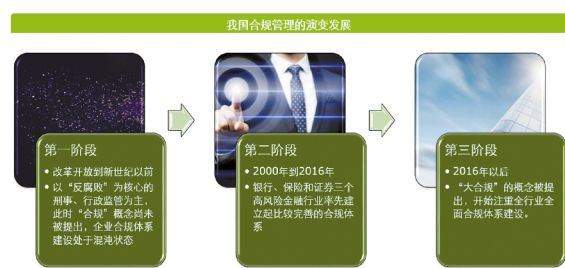 我国合规管理的演变发展
第一阶段
• 改革开放到新世纪以前
• 以“反腐败”为核心的
刑事、行政监管为主，
此时“合规”概念尚未
被提出，企业合规体系
建设处于混沌状态
第二阶段
• 2000年到2016年
• 银行、保险和证券三个
高风险金融行业率先建
立起比较完善的合规体
系
第三阶段
• 2016年以后
• “大合规”的概念被提
出，开始注重全行业全
面合规体系建设。